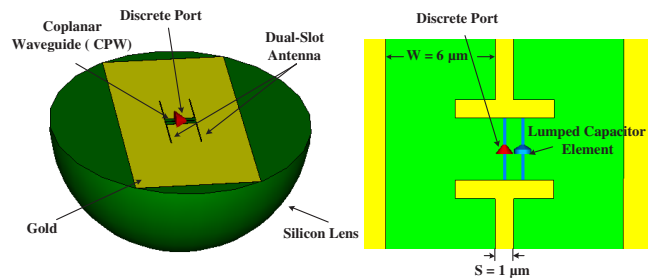 Coplanar
Waveguide ( CPW)
Discrete Port
Dual-Slot
Antenna
Gold
Silicon Lens
Discrete Port
W = 6 μm
Lumped Capacitor
Element
S = 1 μm